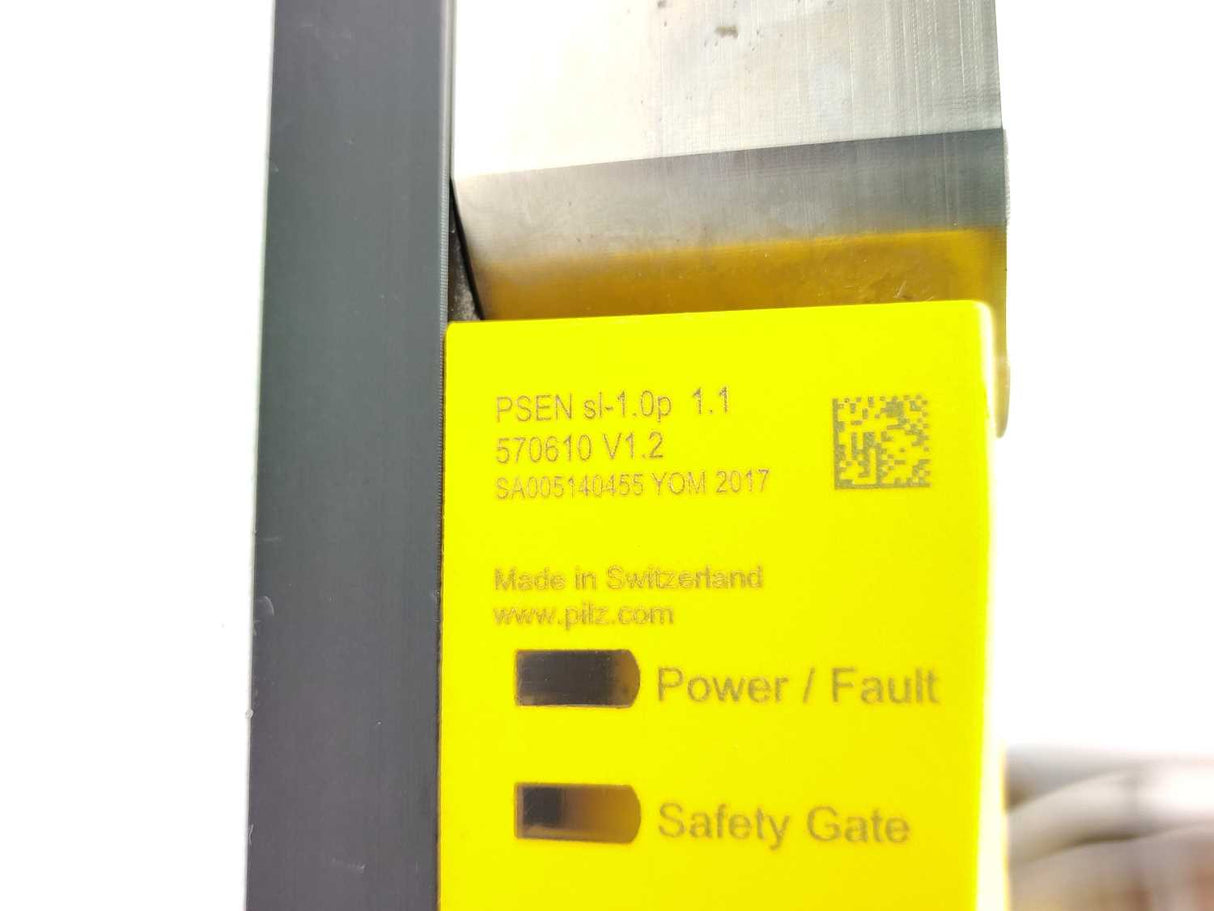 PSEN sl-1.0p 1.1
570610 V1.2
SA005140455 YOM 2017
Made in Switzerland
www.pilz.com
Power / Fault
Safety Gate